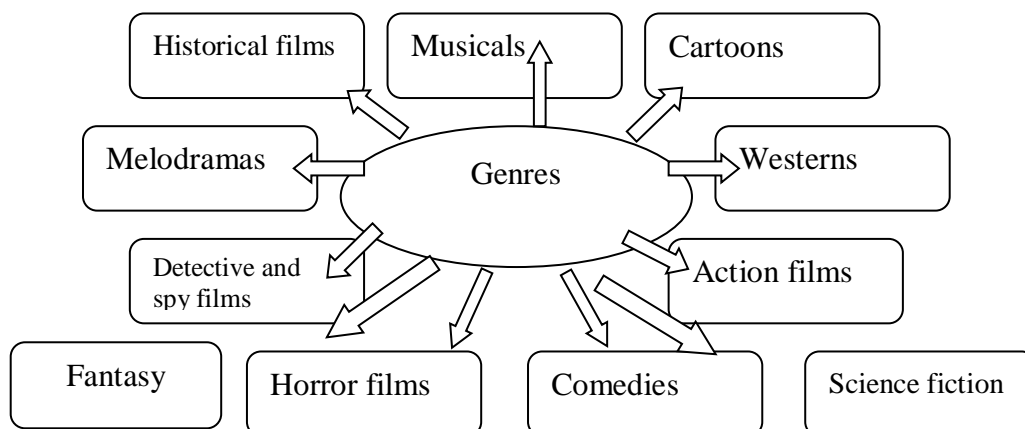 Historical films
Musicals
Cartoons
Melodramas
Genres
Westerns
Detective and
spy films
Action films
Fantasy
Horror films
Comedies
Science fiction